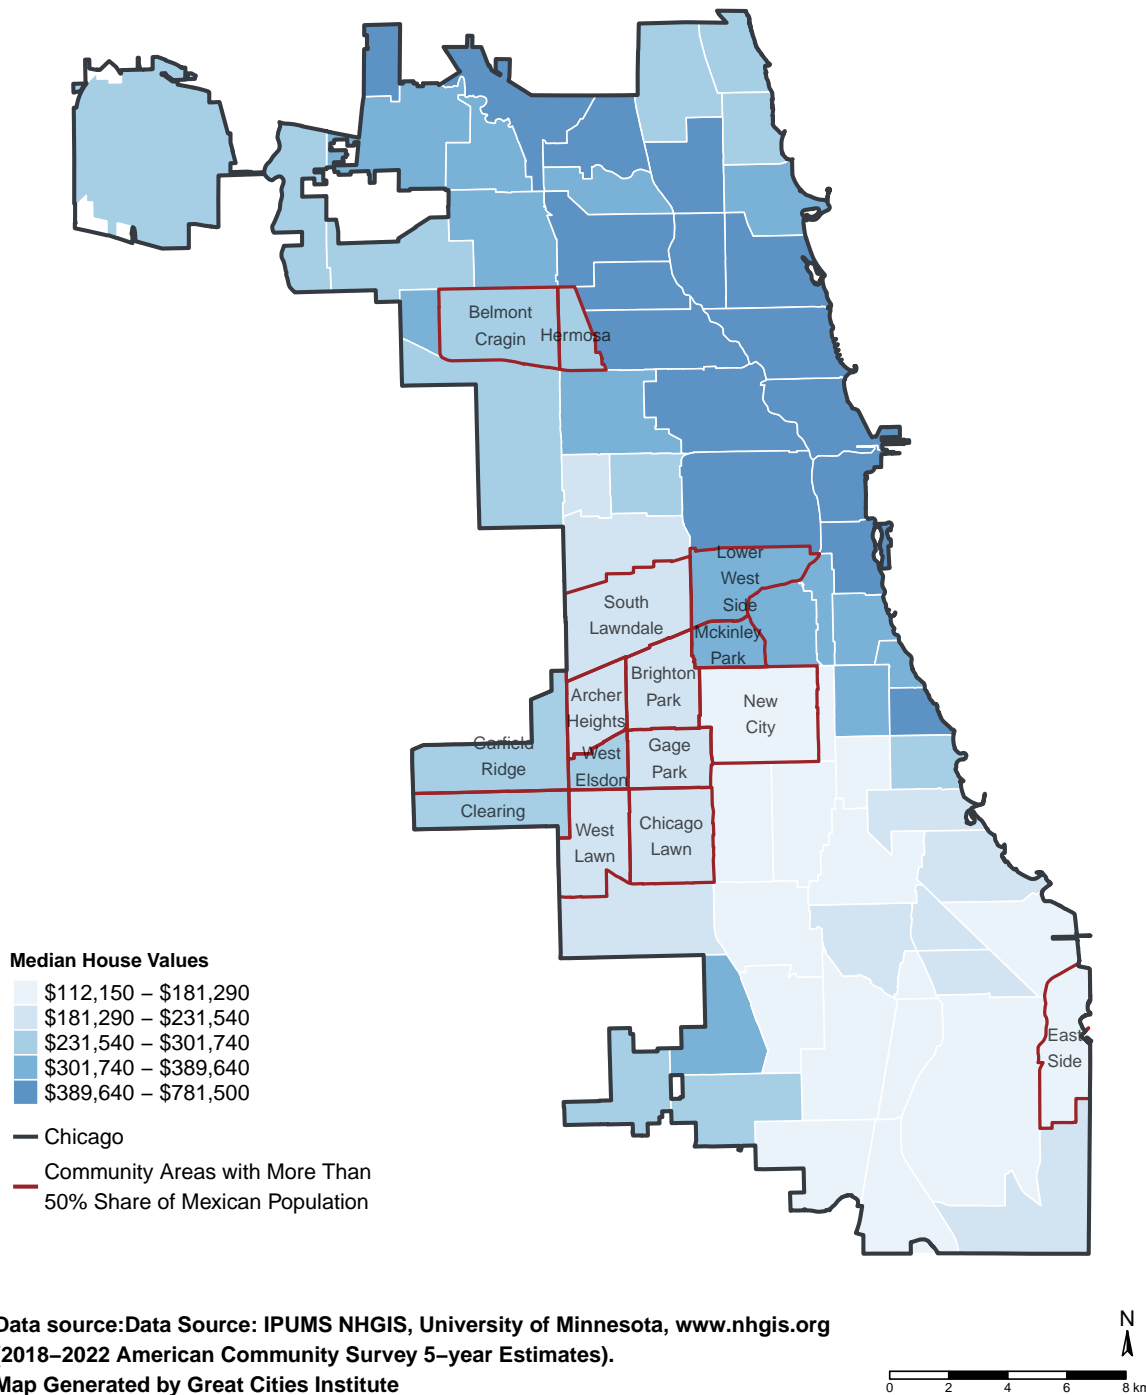 Belmont
Cragin
Hermosa
Lower
West
Side
South
Lawndale
Mckinley
Park
Brighton
Park
Archer
Heights
New
City
Garfield
Ridge
West
Elsdon
Gage
Park
Clearing
West
Lawn
Chicago
Lawn
East
Side
Median House Values
$112,150 – $181,290
$181,290 – $231,540
$231,540 – $301,740
$301,740 – $389,640
$389,640 – $781,500
Chicago
Community Areas with More Than
50% Share of Mexican Population
Data source:Data Source: IPUMS NHGIS, University of Minnesota, www.nhgis.org
(2018–2022 American Community Survey 5–year Estimates).
Map Generated by Great Cities Institute
N
0 2 4 6 8 km